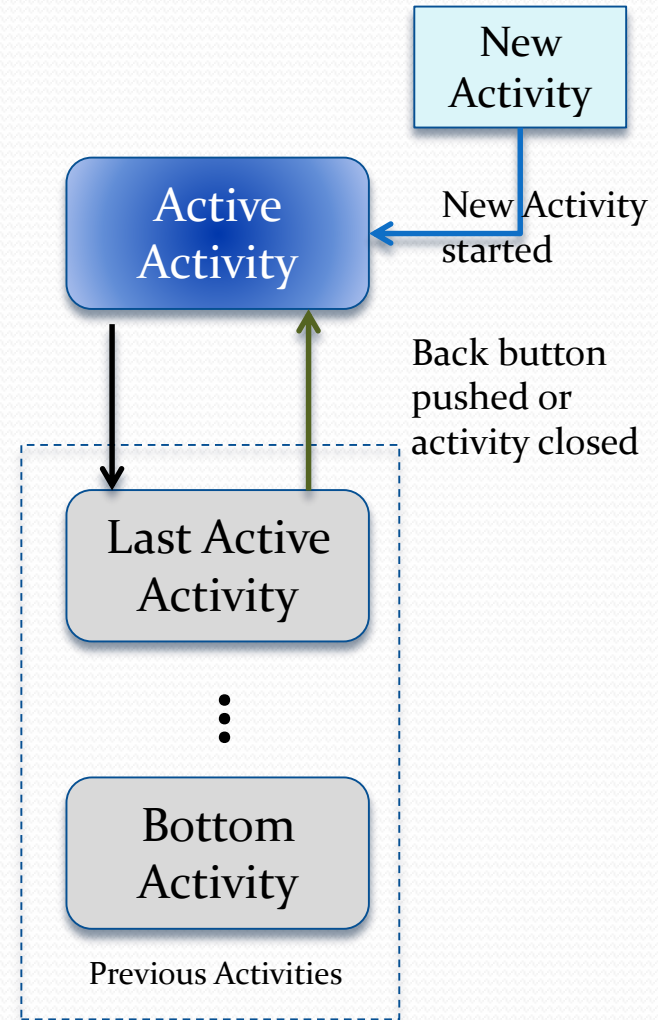 New
Activity
Active
Activity
New Activity
started
Back button
pushed or
activity closed
Last Active
Activity
Bottom
Activity
Previous Activities